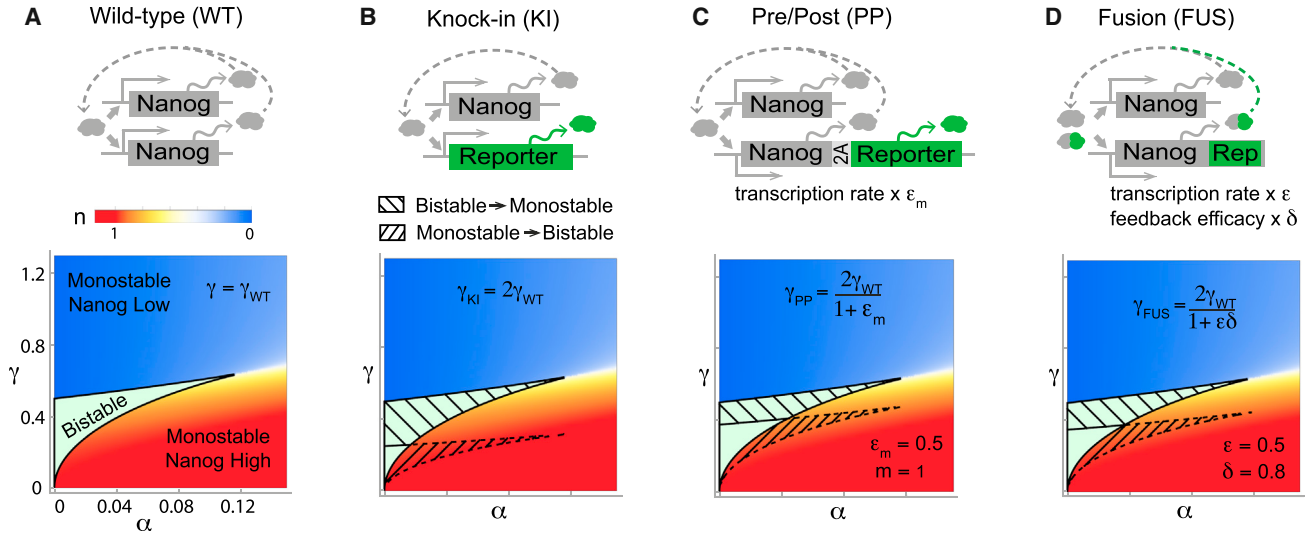 A Wild-type (WT)
Nanog
Nanog
n
1 0
Monostable
Nanog Low
γ = γWT
Bistable
Monostable
Nanog High
γ
1.2
0.8
0.4
0
0 0.04 0.08 0.12
α
B Knock-in (KI)
Nanog
Reporter
Bistable→Monostable
Monostable→Bistable
γKI = 2γWT
γ
α
C Pre/Post (PP)
Nanog
Nanog 2A Reporter
transcription rate x εm
γPP = 2γWT
1+ εm
εm = 0.5
m = 1
γ
α
D Fusion (FUS)
Nanog
Nanog Rep
transcription rate x ε
feedback efficacy x δ
γFUS = 2γWT
1+ εδ
ε = 0.5
δ = 0.8
γ
α